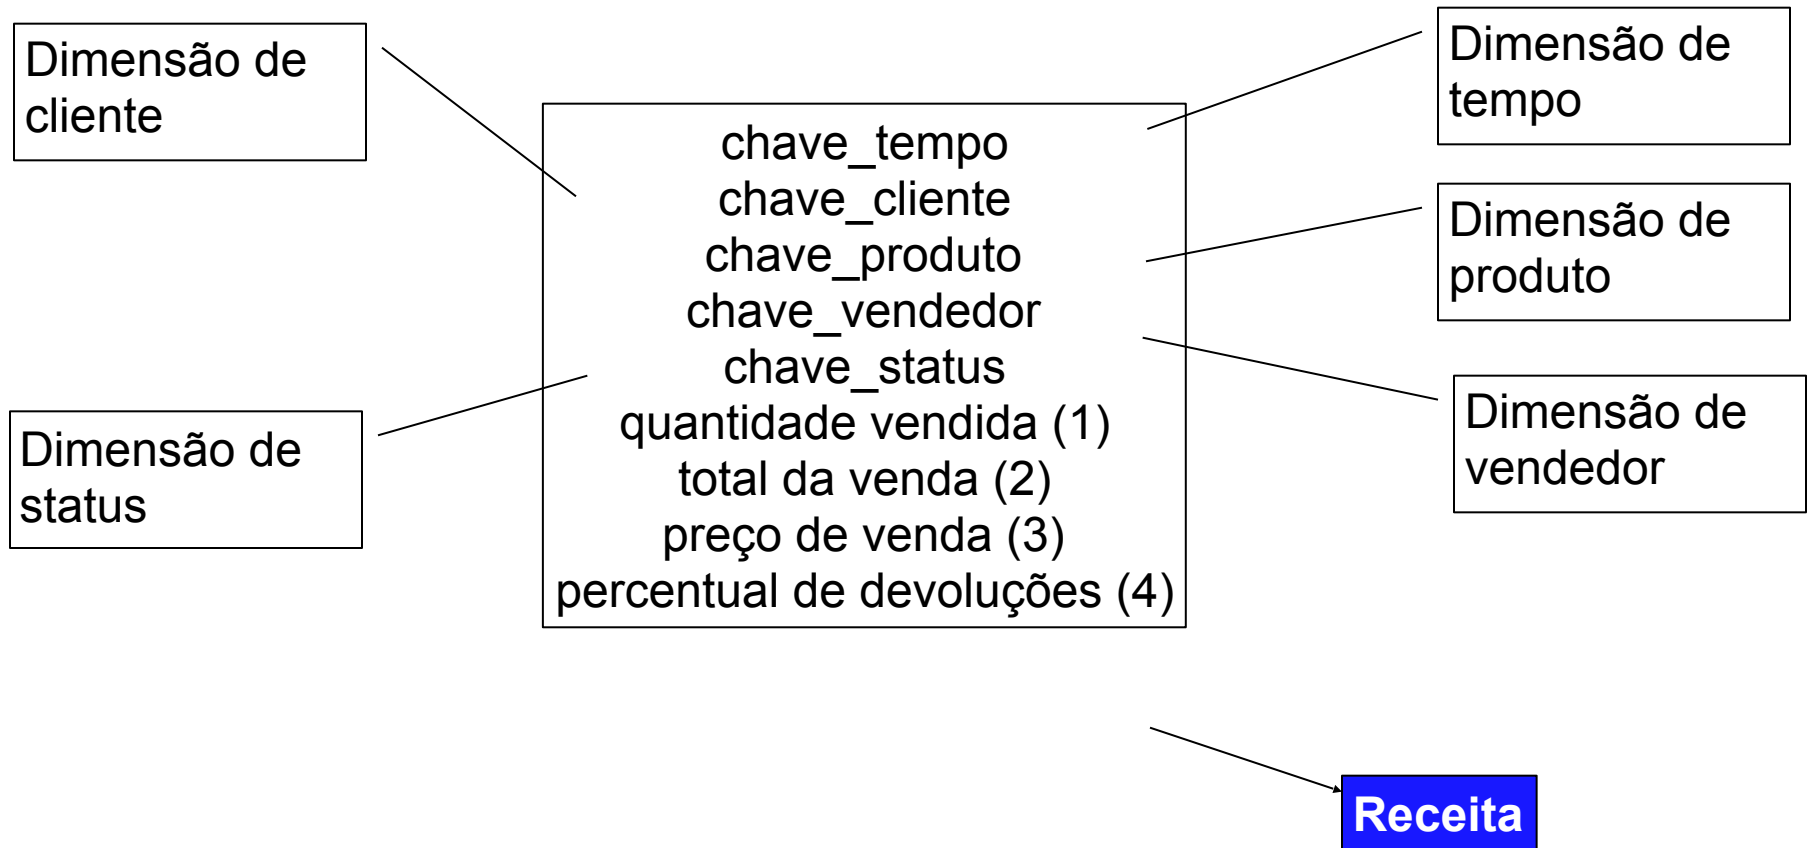 Dimensão de
cliente
chave_tempo
chave_cliente
chave_produto
chave_vendedor
chave_status
quantidade vendida (1)
total da venda (2)
preço de venda (3)
percentual de devoluções (4)
Dimensão de
tempo
Dimensão de
produto
Dimensão de
vendedor
Dimensão de
status
Receita